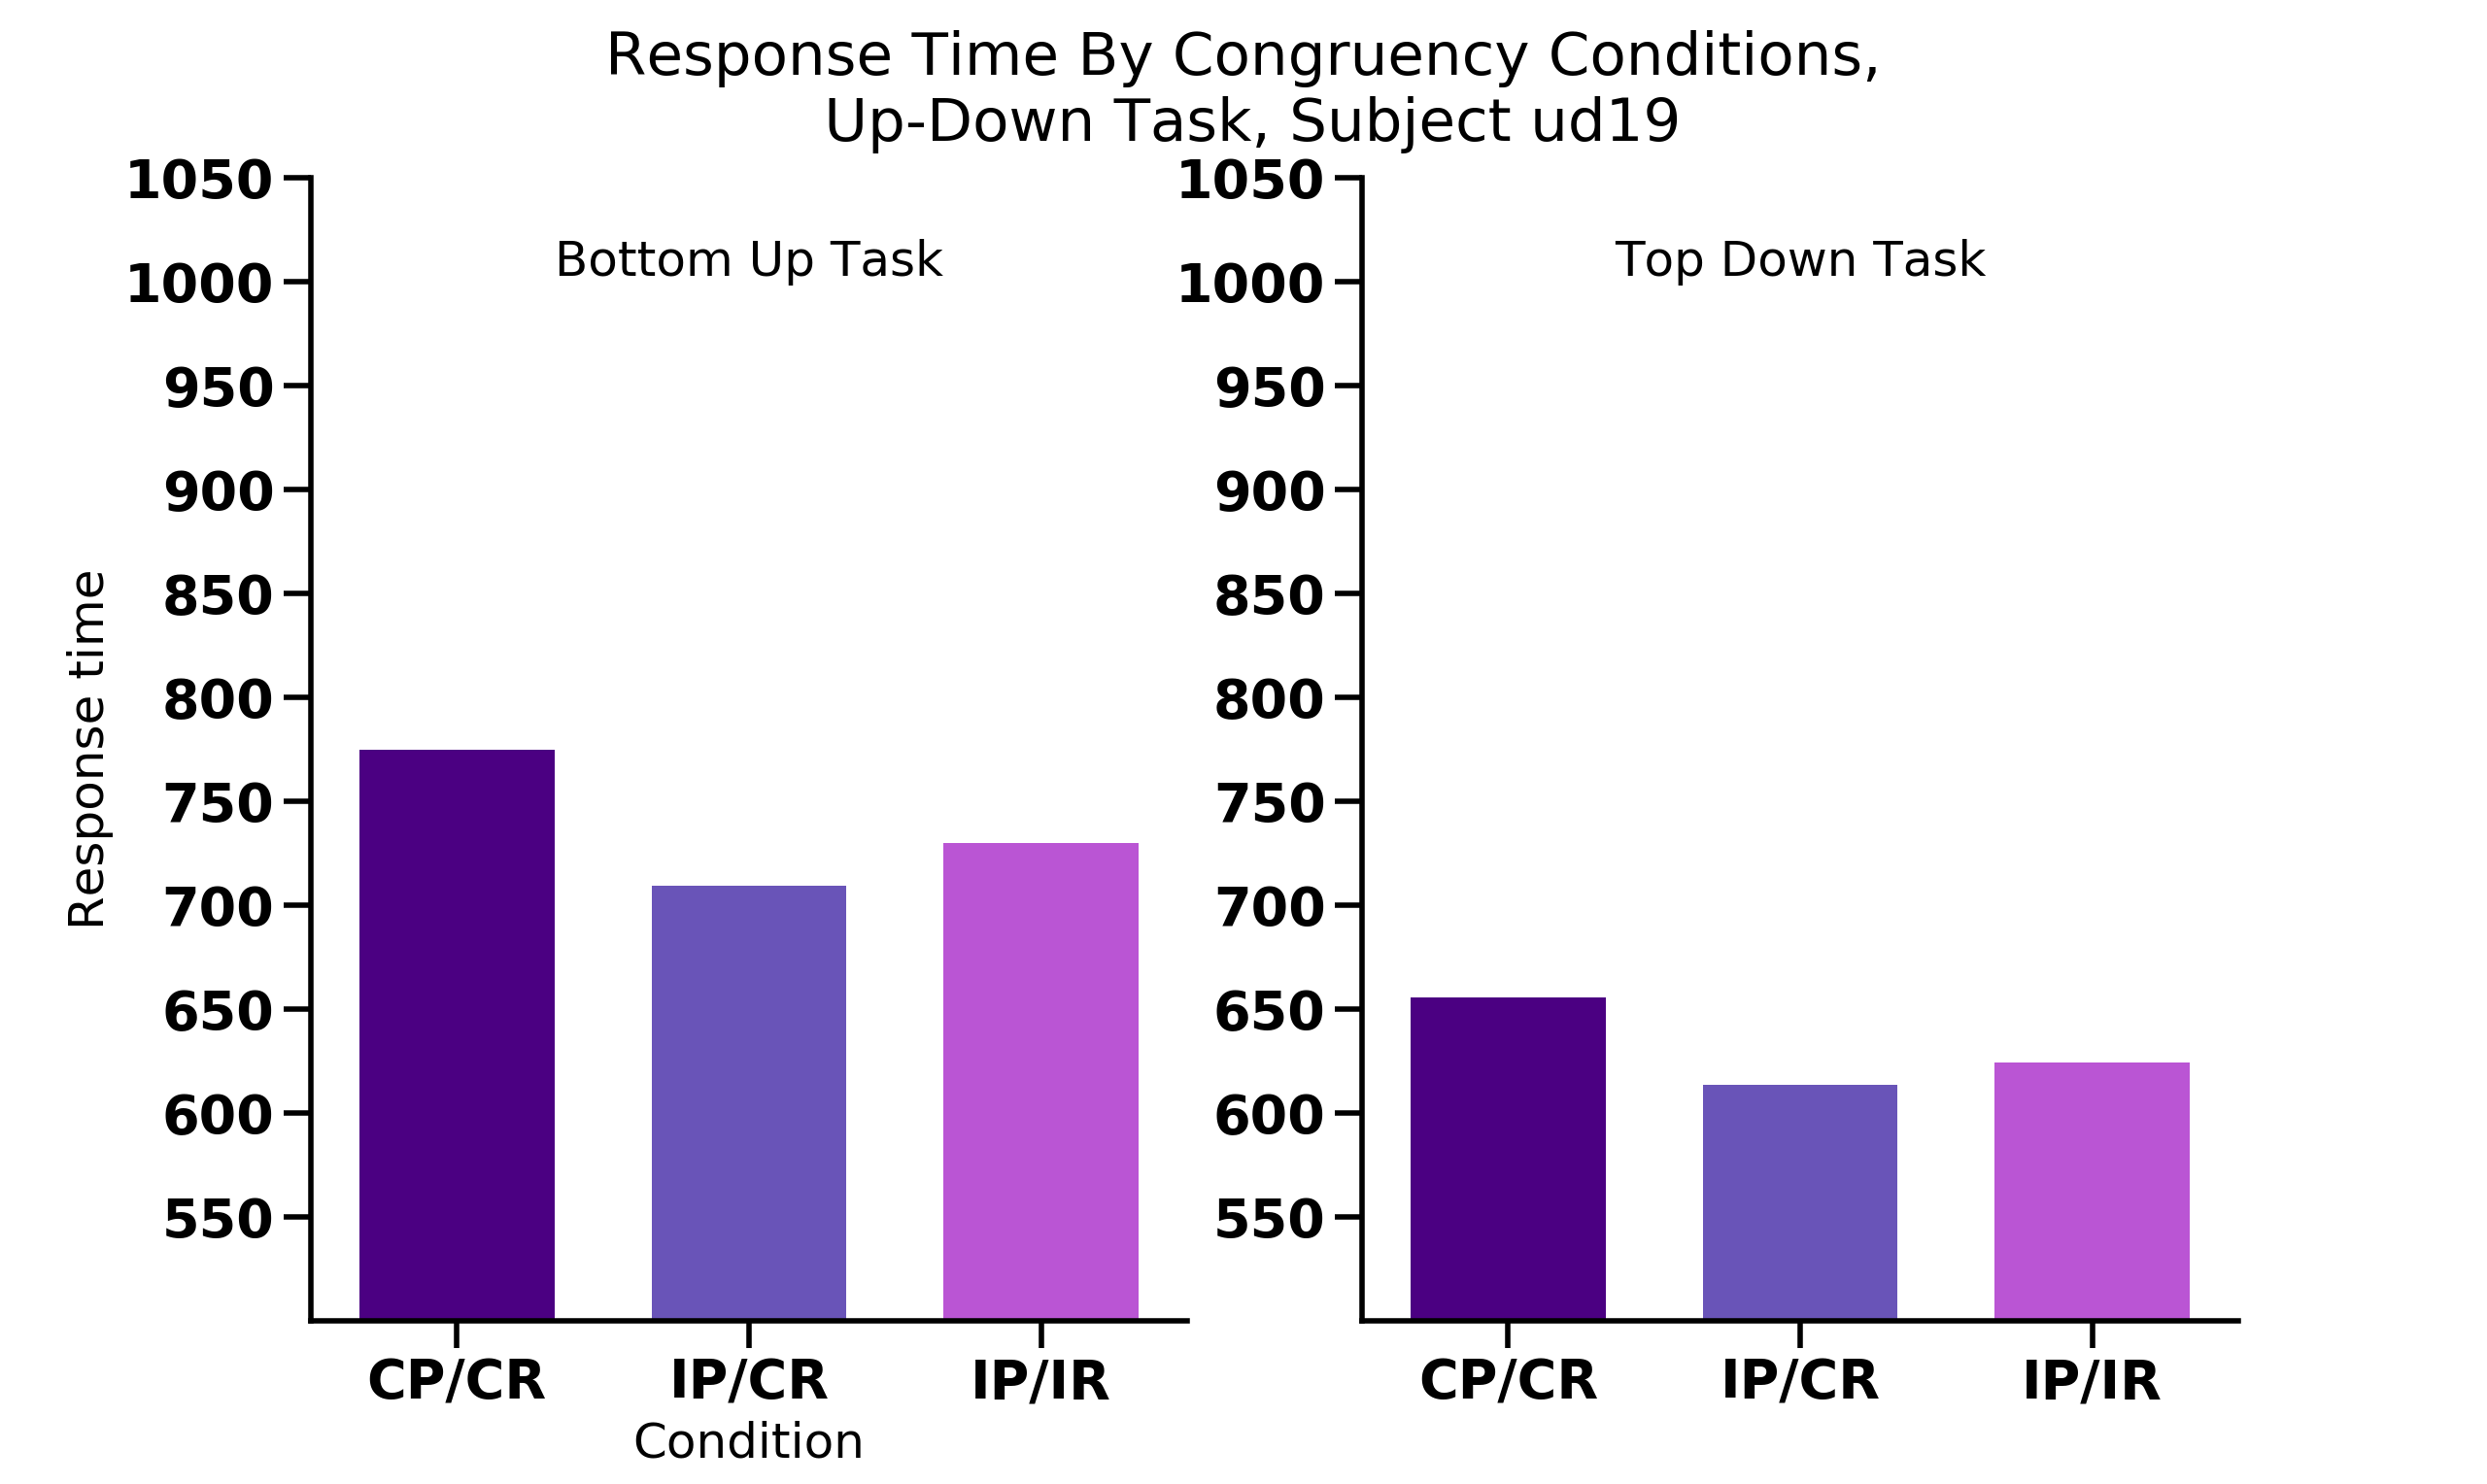 Response Time By Congruency Conditions,
Up-Down Task, Subject ud19
Bottom Up Task
1050
1000
950
900
850
800
750
700
650
600
550
Response time
CP/CR IP/CR IP/IR
Condition
Top Down Task
1050
1000
950
900
850
800
750
700
650
600
550
CP/CR IP/CR IP/IR